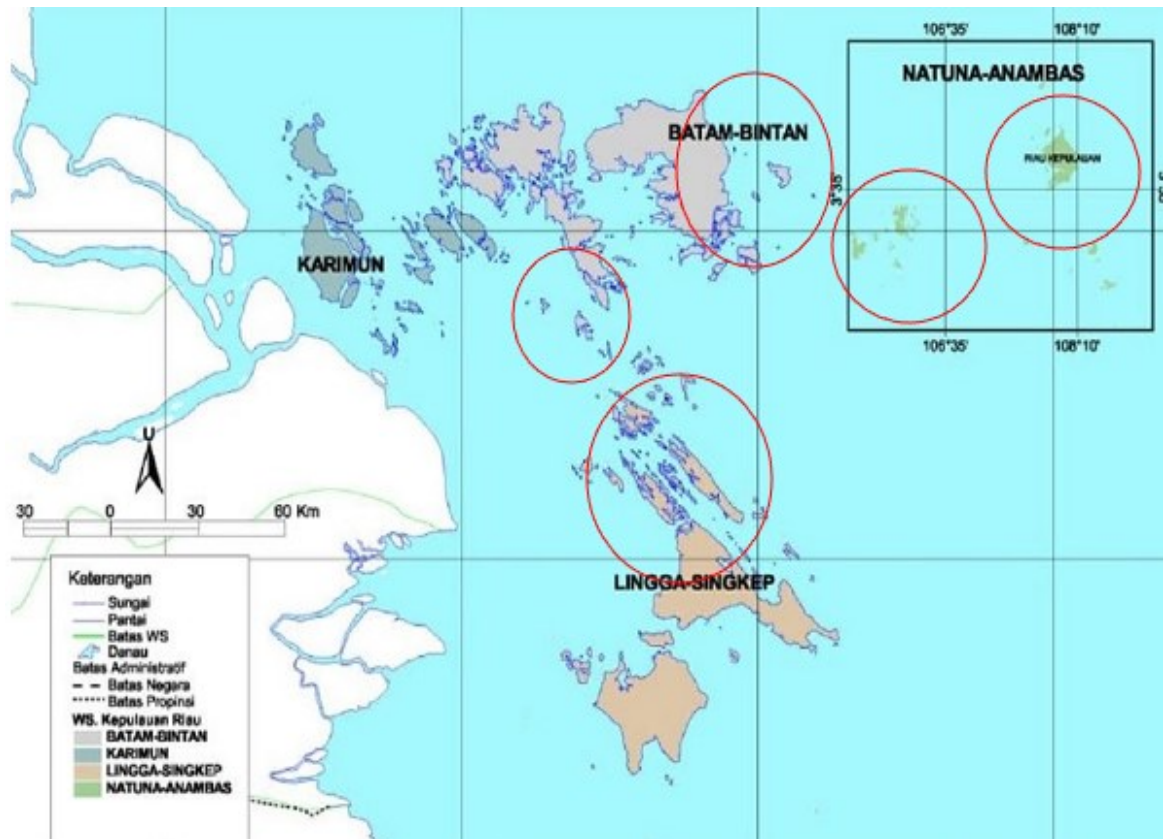 106°35'
108°10'
NATUNA-ANAMBAS
BATAM-BINTAN
RIAU KEPULAUAN
3°35'
KARIMUN
106°35'
108°10'
U
30 0 30 60 Km
LINGGA-SINGKEP
Keterangan
Sungai
Pantai
Batas WS
Danau
Batas Administratif
Batas Negara
Batas Propinsi
WS. Kepulauan Riau
BATAM-BINTAN
KARIMUN
LINGGA-SINGKEP
NATUNA-ANAMBAS